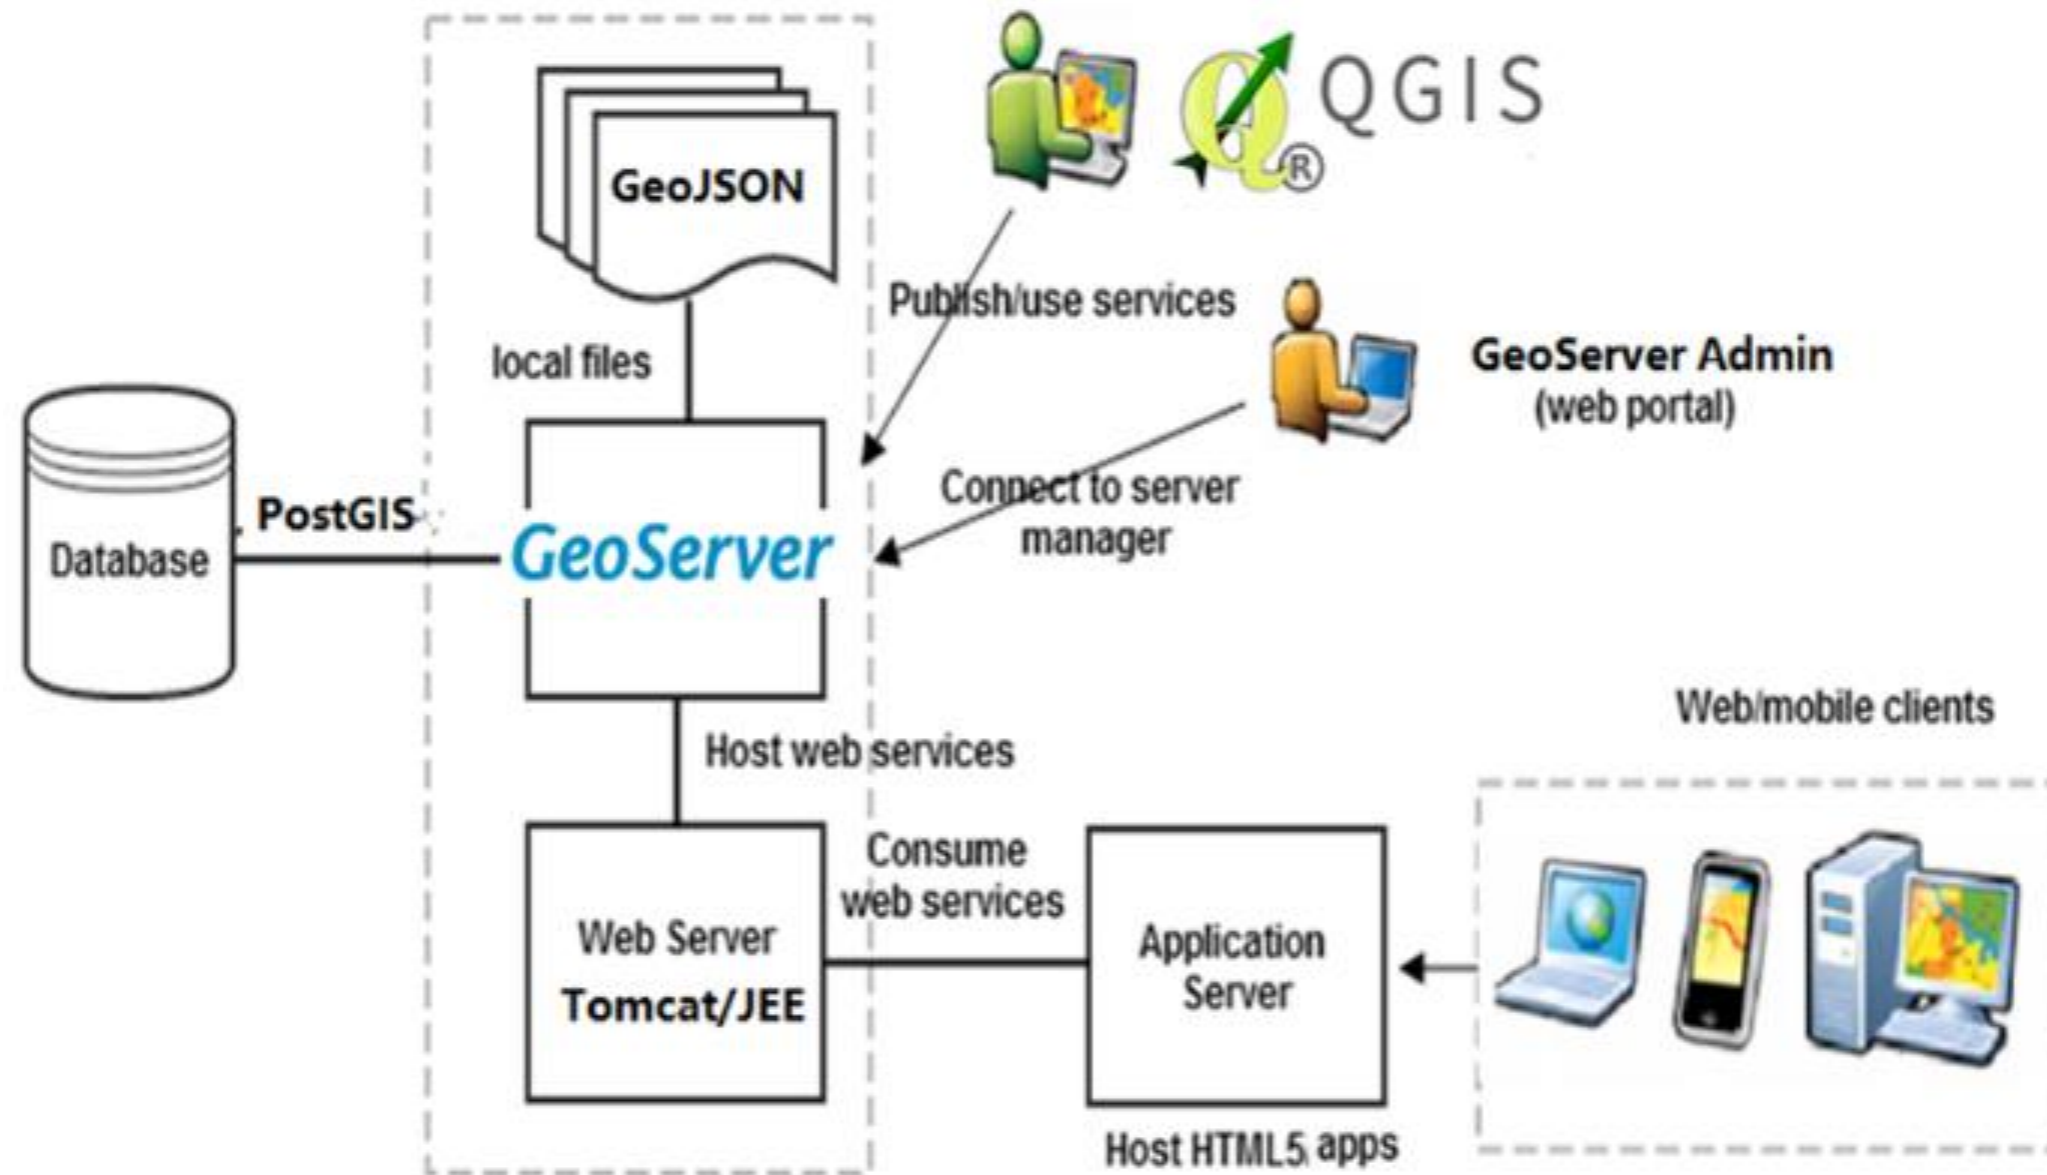 GeoJSON
QGIS
®
Publish/use services
local files
GeoServer Admin
(web portal)
PostGIS
Database
GeoServer
Connect to server
manager
Web/mobile clients
Host web services
Consume
web services
Web Server
Tomcat/JEE
Application
Server
Host HTML5 apps